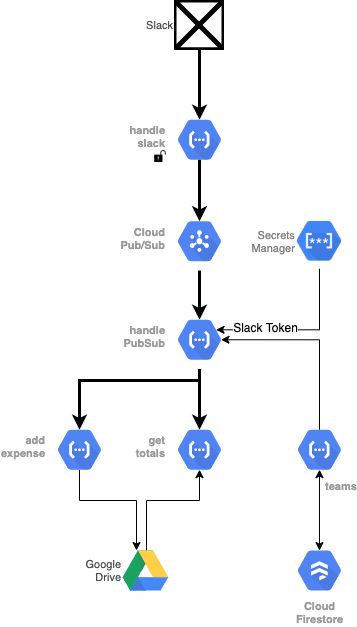 Slack
handle
slack
Cloud
Pub/Sub
Secrets
Manager
[***]
Slack Token
handle
PubSub
add
expense
get
totals
teams
Google
Drive
Cloud
Firestore